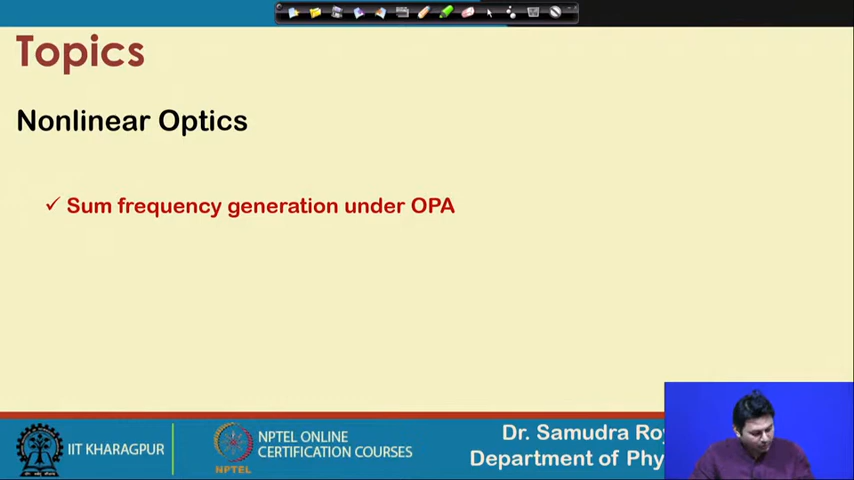 Topics
Nonlinear Optics
✓ Sum frequency generation under OPA
IIT KHARAGPUR
NPTEL
NPTEL ONLINE
CERTIFICATION COURSES
Dr. Samudra Roy
Department of Phy